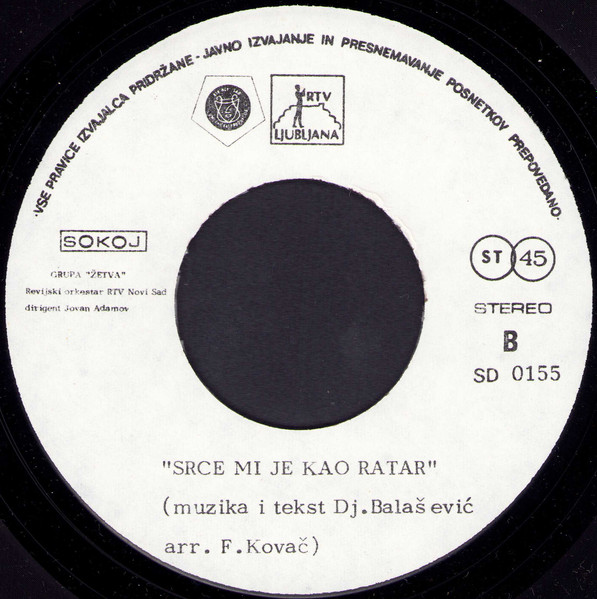 ·VSE PRAVICE IZVAJALCA PRIDRŽANE-JAVNO IZVAJANJE IN PRESNEMAVANJE POSNETKOV PREPOVEDANO·
RTV
LJUBLJANA
SOKOJ
GRUPA "ŽETVA"
Revijski orkestar RTV Novi Sad
dirigent Jovan Adamov
ST 45
STEREO
B
SD 0155
"SRCE MI JE KAO RATAR"
(muzika i tekst Dj.Balašević
arr. F.Kovač)